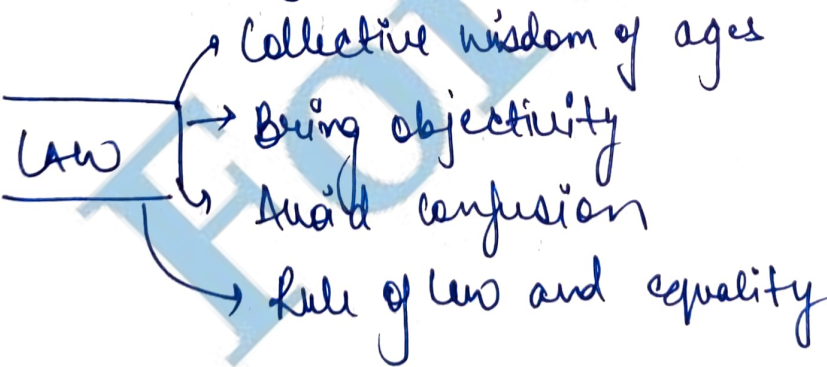 Collective wisdom of ages
LAW
Bring objectivity
Avoid confusion
Rule of law and equality